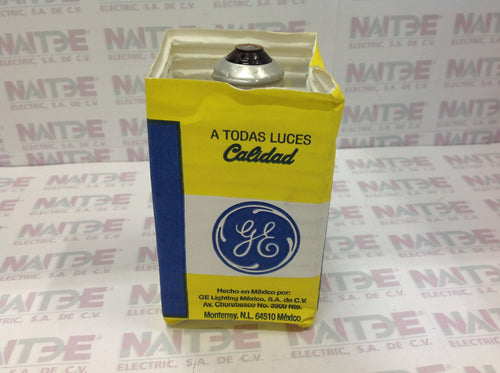 NAITBE
ELECTRIC, S.A. DE C.V.
A TODAS LUCES
Calidad
GE
Hecho en México por:
GE Lighting México, S.A. de C.V.
Av. Churubusco No. 3900 Nte.
Monterrey, N.L. 64510 México